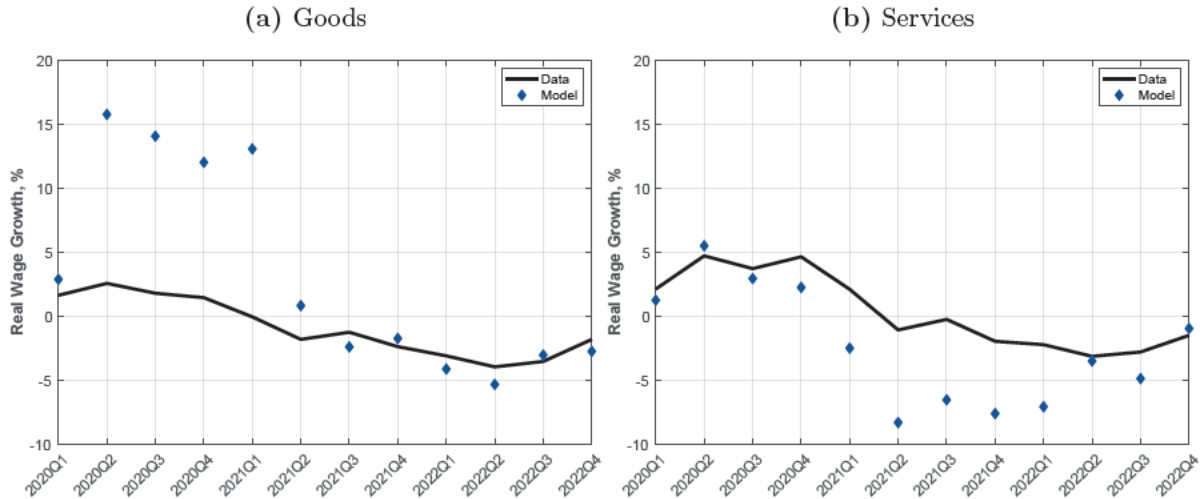 (a) Goods
Real Wage Growth, %
20
15
10
5
0
-5
-10
Data
Model
2020Q1
2020Q2
2020Q3
2020Q4
2021Q1
2021Q2
2021Q3
2021Q4
2022Q1
2022Q2
2022Q3
2022Q4
(b) Services
Real Wage Growth, %
20
15
10
5
0
-5
-10
Data
Model
2020Q1
2020Q2
2020Q3
2020Q4
2021Q1
2021Q2
2021Q3
2021Q4
2022Q1
2022Q2
2022Q3
2022Q4